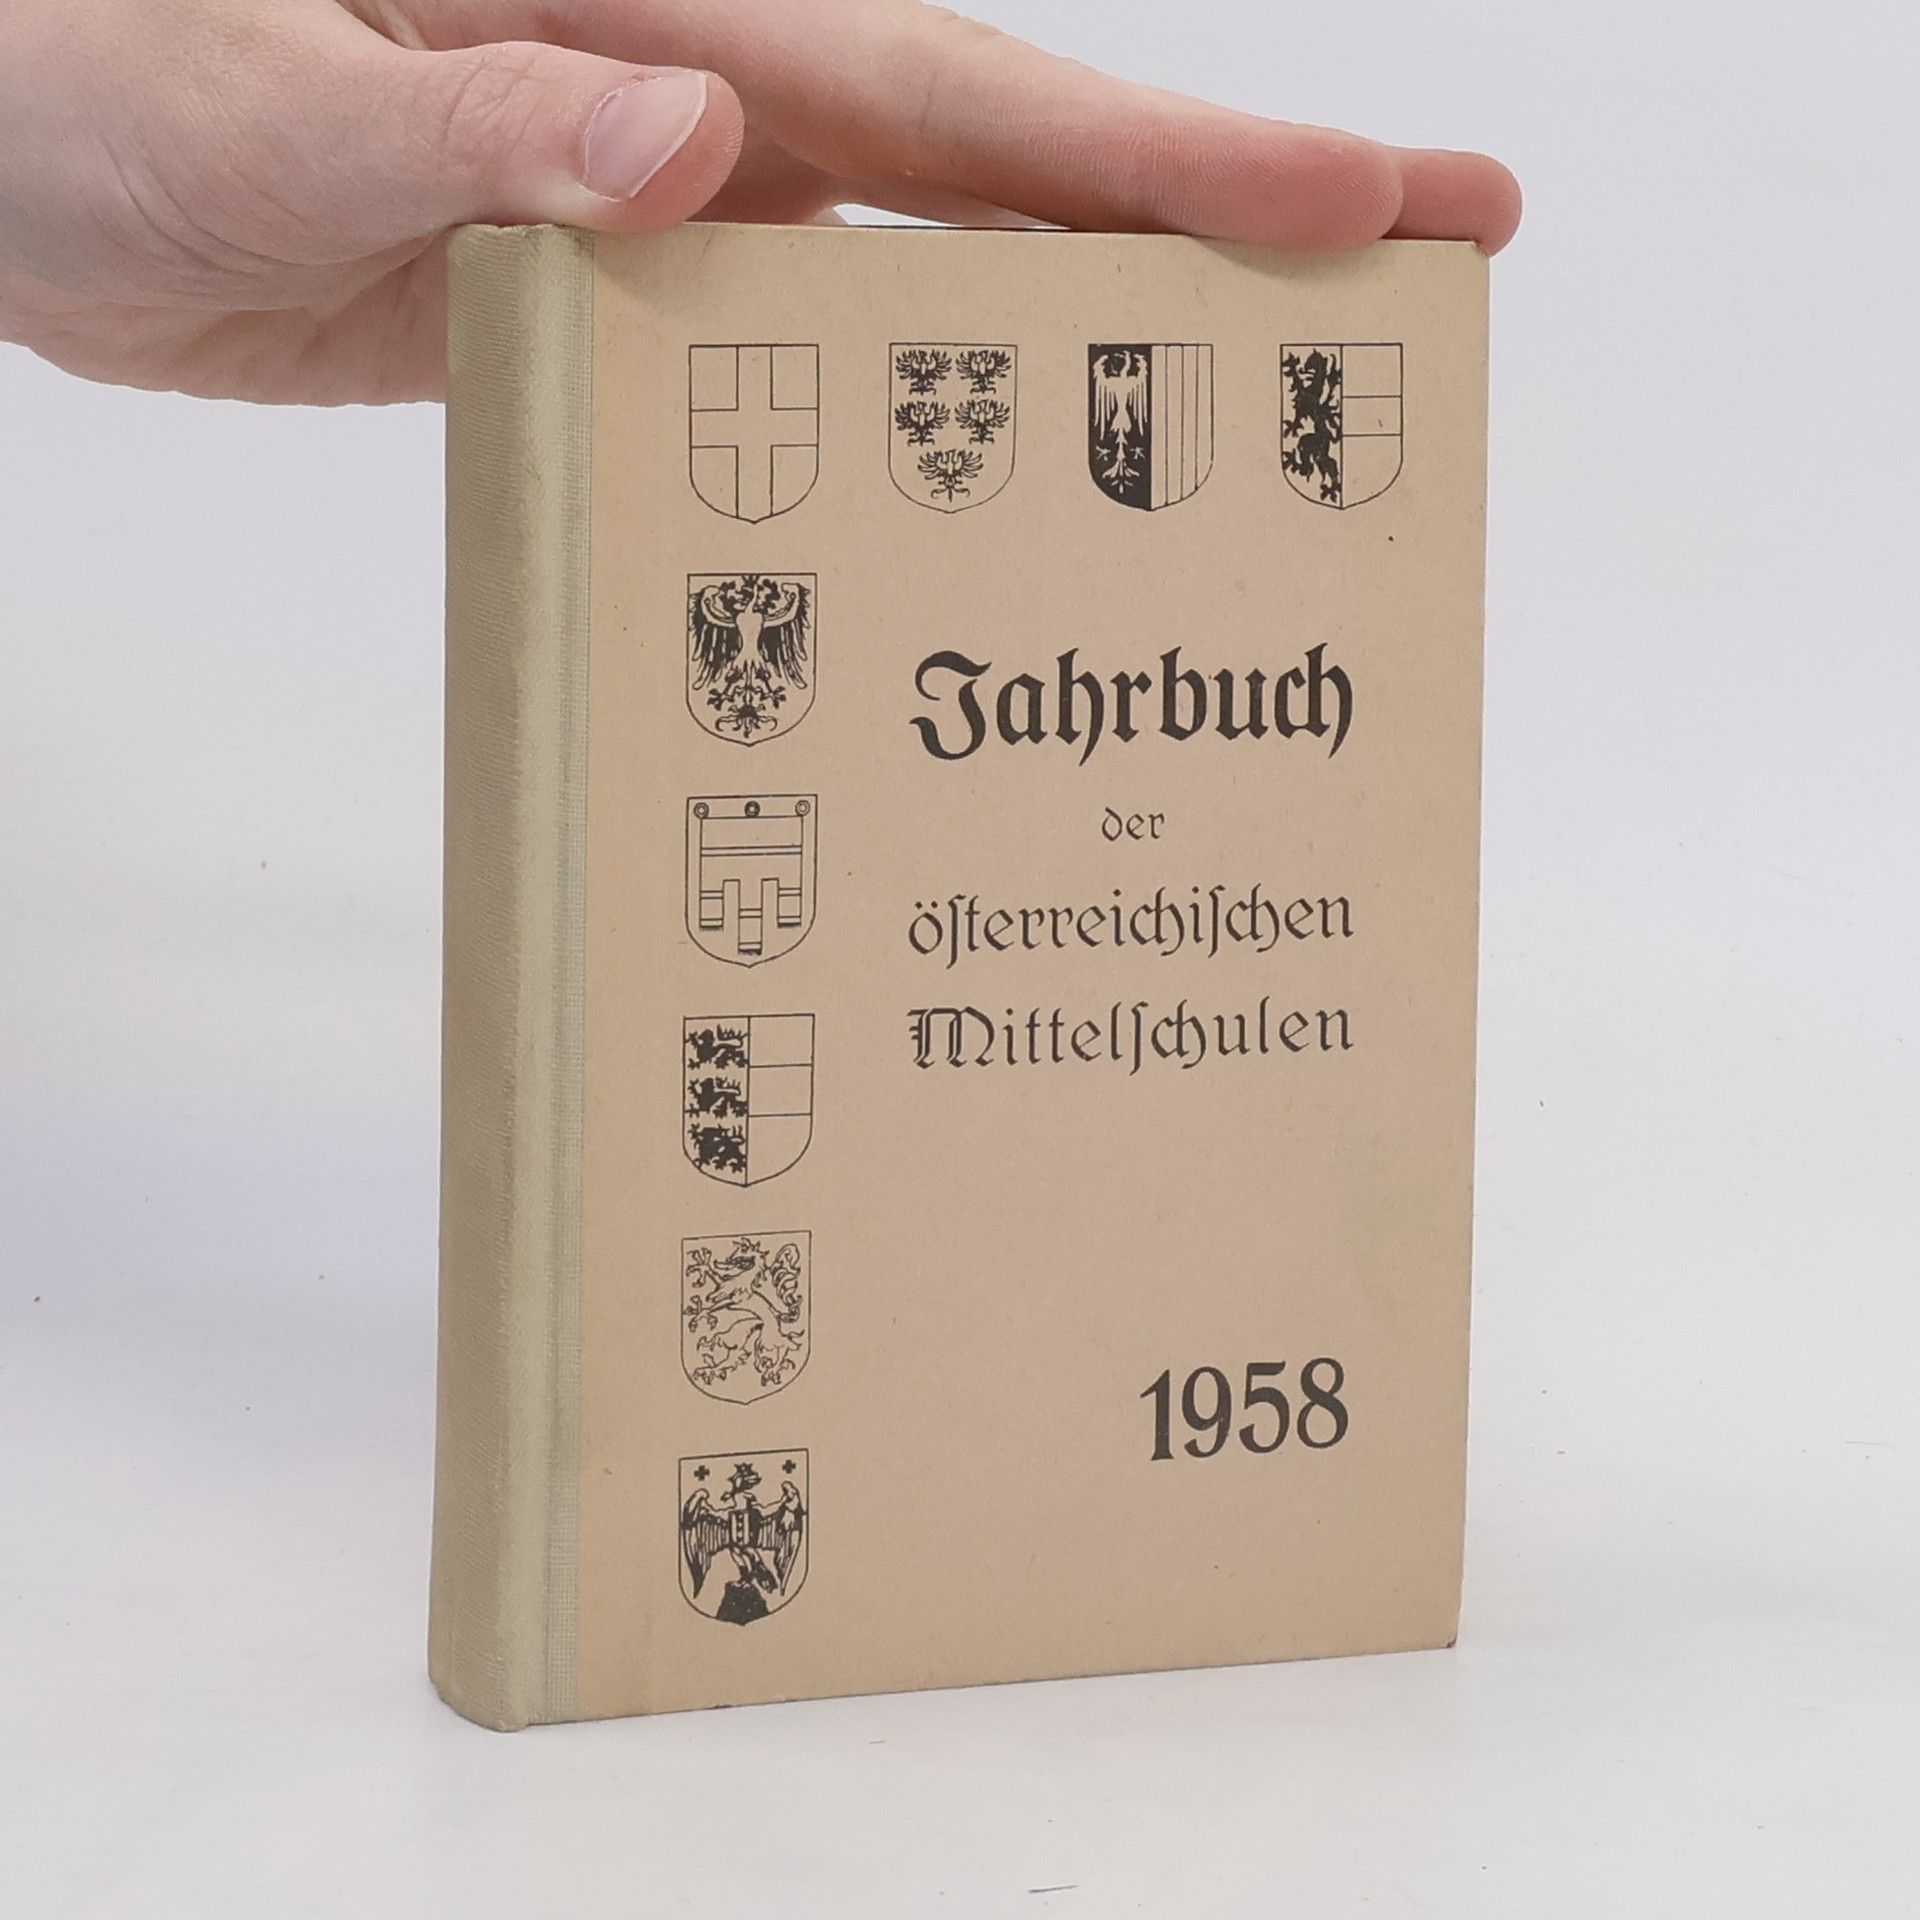 Jahrbuch
der
öſterreichiſchen
Mittelſchulen
1958